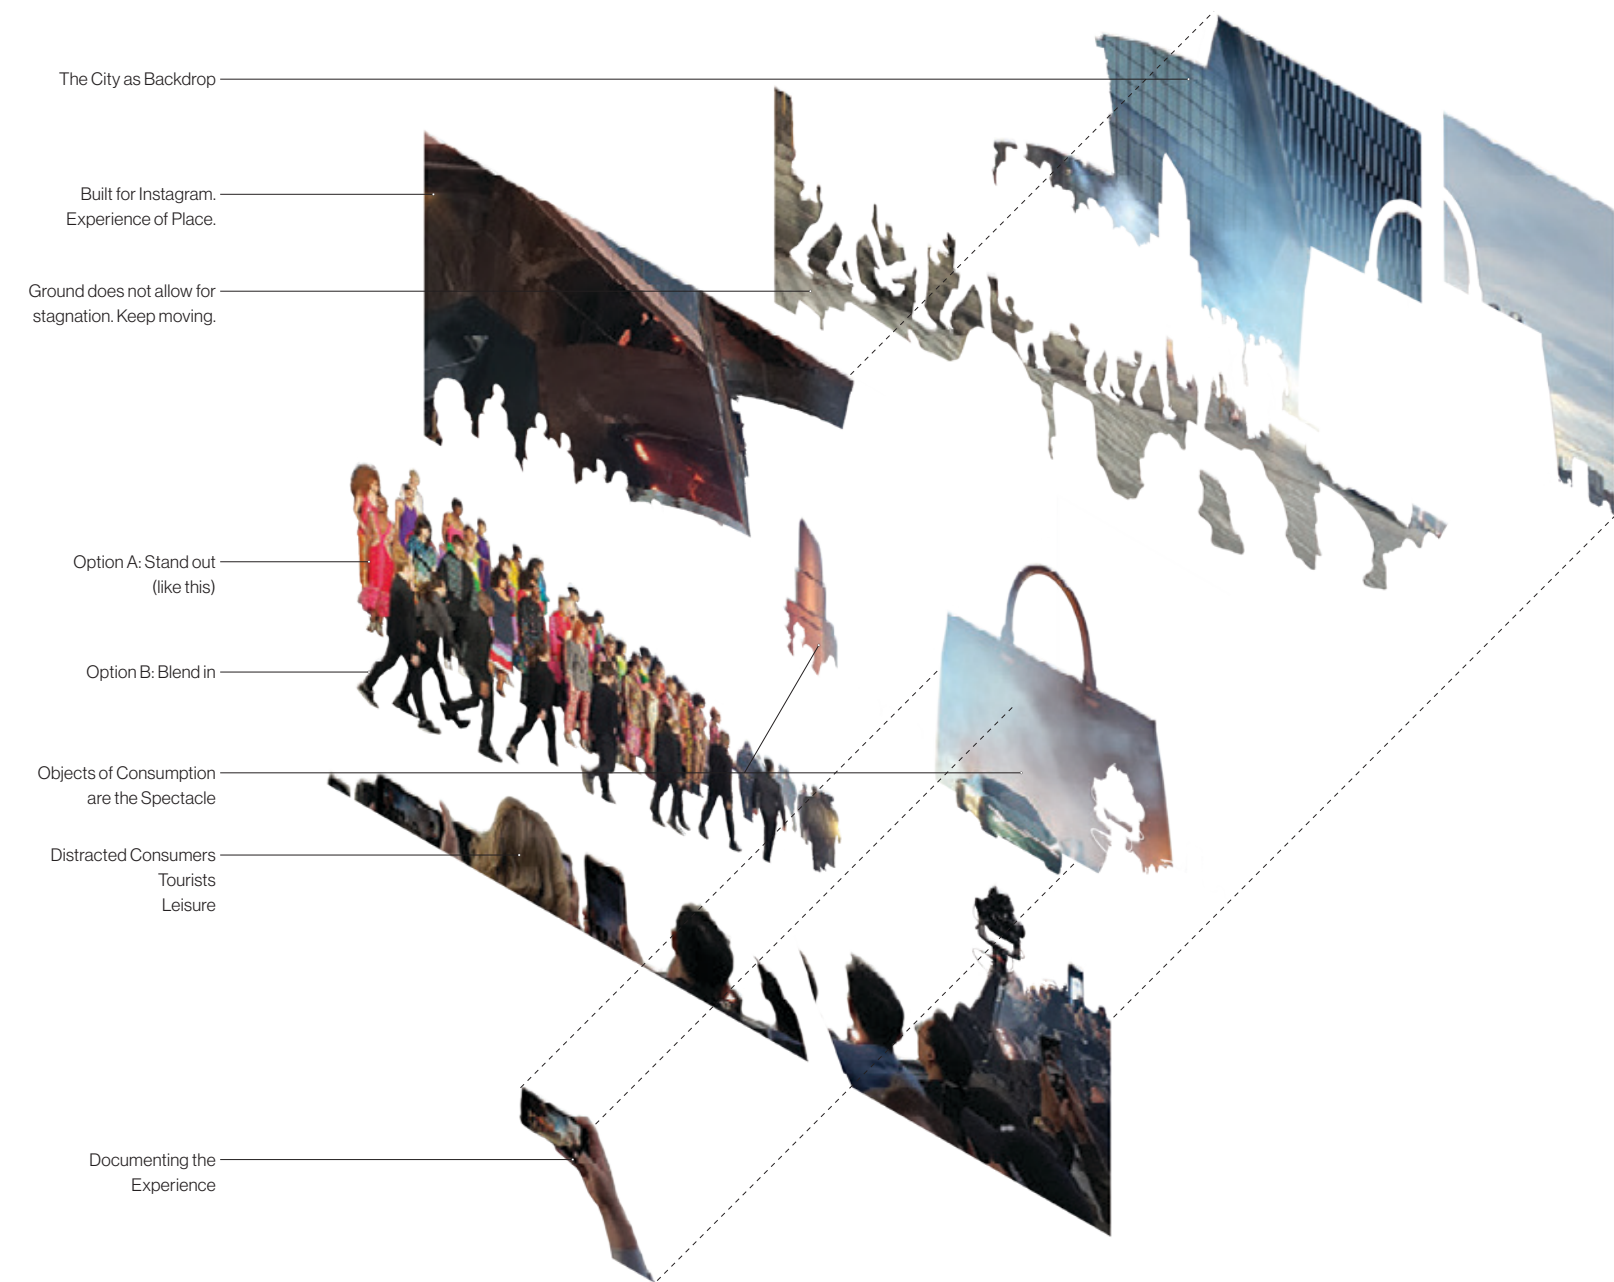 The City as Backdrop
Built for Instagram.
Experience of Place.
Ground does not allow for
stagnation. Keep moving.
Option A: Stand out
(like this)
Option B: Blend in
Objects of Consumption
are the Spectacle
Distracted Consumers
Tourists
Leisure
Documenting the
Experience